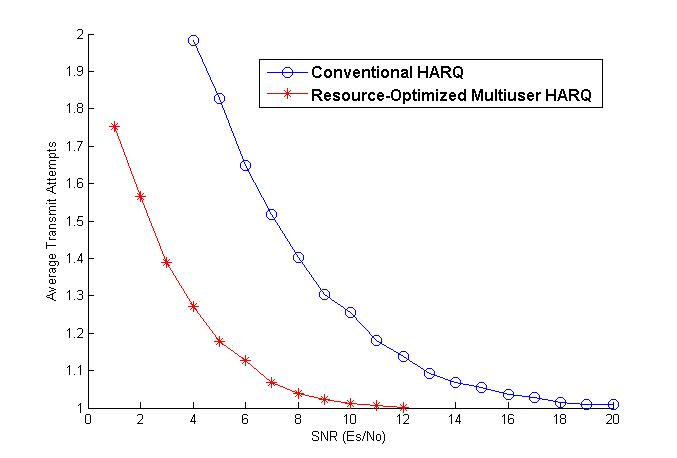 2
1.9
1.8
1.7
1.6
1.5
1.4
1.3
1.2
1.1
1
Average Transmit Attempts
Conventional HARQ
Resource-Optimized Multiuser HARQ
0 2 4 6 8 10 12 14 16 18 20
SNR (Es/No)